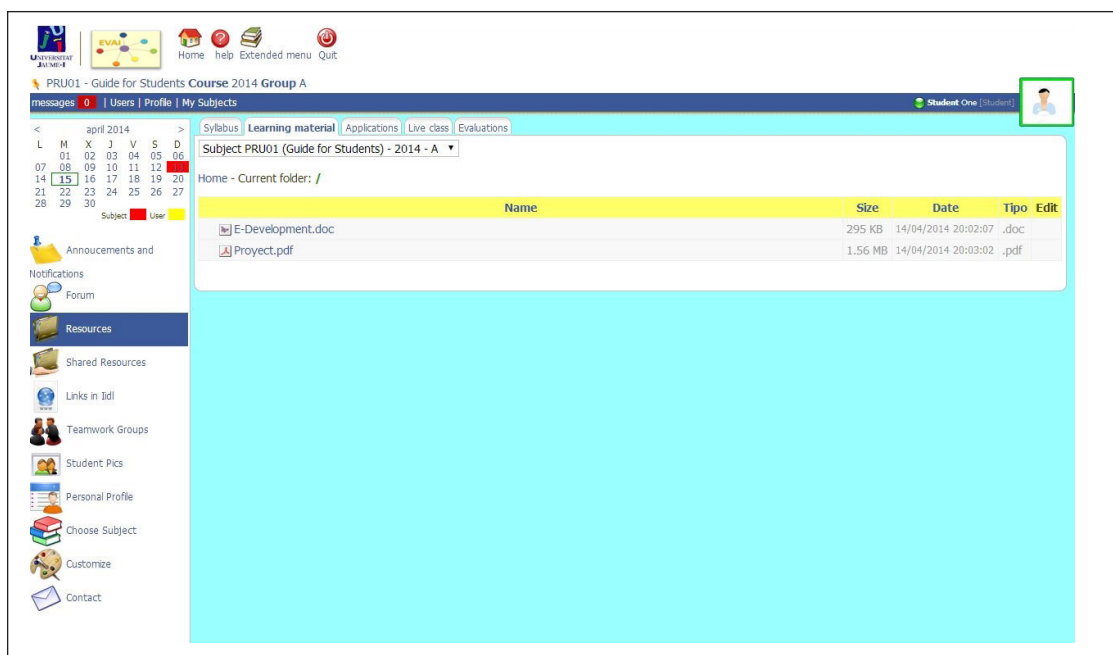 UNIVERSITAT
JAUME·I
EVAI
Home help Extended menu Quit
PRU01 - Guide for Students Course 2014 Group A
messages 0 | Users | Profile | My Subjects
Student One [Student]
< april 2014 >
L M X J V S D
01 02 03 04 05 06
07 08 09 10 11 12 13
14 15 16 17 18 19 20
21 22 23 24 25 26 27
28 29 30
Subject User
Syllabus Learning material Applications Live class Evaluations
Subject PRU01 (Guide for Students) - 2014 - A
Home - Current folder: /
Name Size Date Tipo Edit
E-Development.doc 295 KB 14/04/2014 20:02:07 .doc
Proyect.pdf 1.56 MB 14/04/2014 20:03:02 .pdf
Annoucements and
Notifications
Forum
Resources
Shared Resources
Links in Iidl
www
Teamwork Groups
Student Pics
Personal Profile
Choose Subject
Customize
Contact